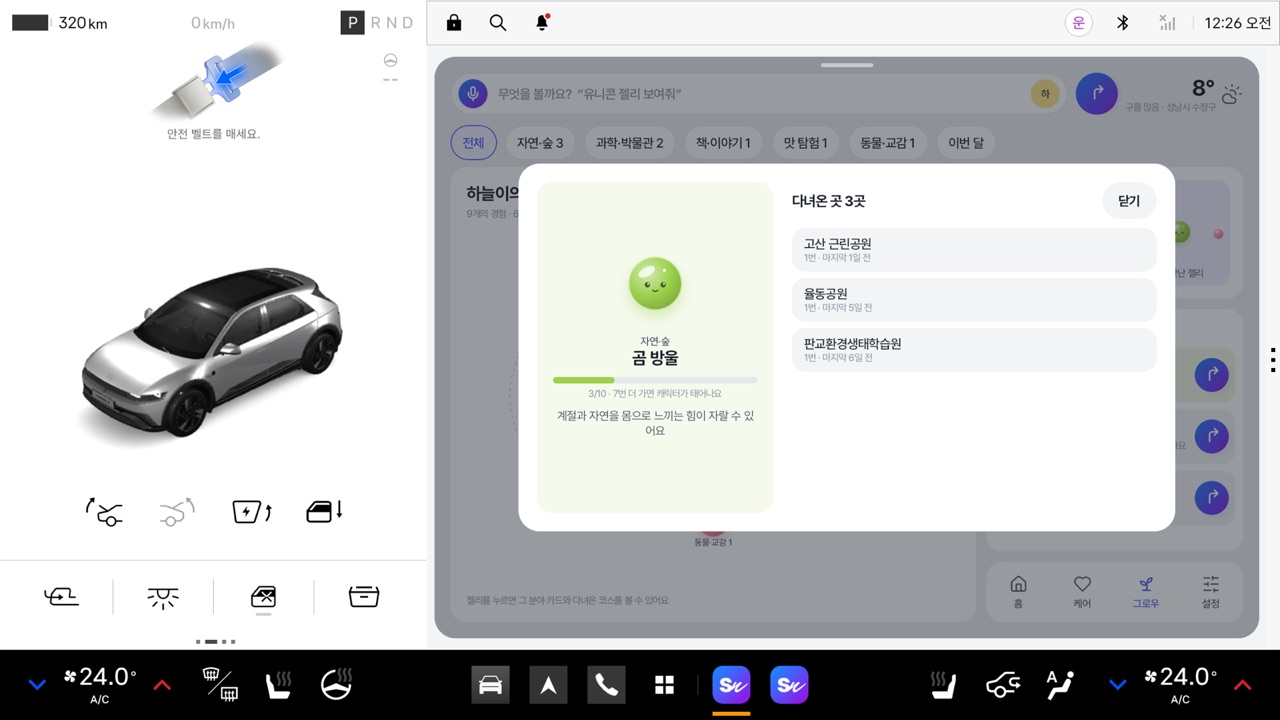 320 km
0 km/h
P R N D
안전 벨트를 매세요.
운
12:26 오전
무엇을 볼까요? “유니콘 젤리 보여줘”
하
8°
구름 많음 · 성남시 수정구
전체
자연·숲 3
과학·박물관 2
책·이야기 1
맛 탐험 1
동물·교감 1
이번 달
하늘이의
9개의 경험 · 6
자연·숲
곰 방울
3/10 · 7번 더 가면 캐릭터가 태어나요
계절과 자연을 몸으로 느끼는 힘이 자랄 수 있
어요
다녀온 곳 3곳
닫기
고산 근린공원
1번 · 마지막 1일 전
율동공원
1번 · 마지막 5일 전
판교환경생태학습원
1번 · 마지막 6일 전
난 젤리
요
동물·교감 1
젤리를 누르면 그 분야 카드와 다녀온 코스를 볼 수 있어요
홈
케어
그로우
설정
24.0°
A/C
A
24.0°
A/C